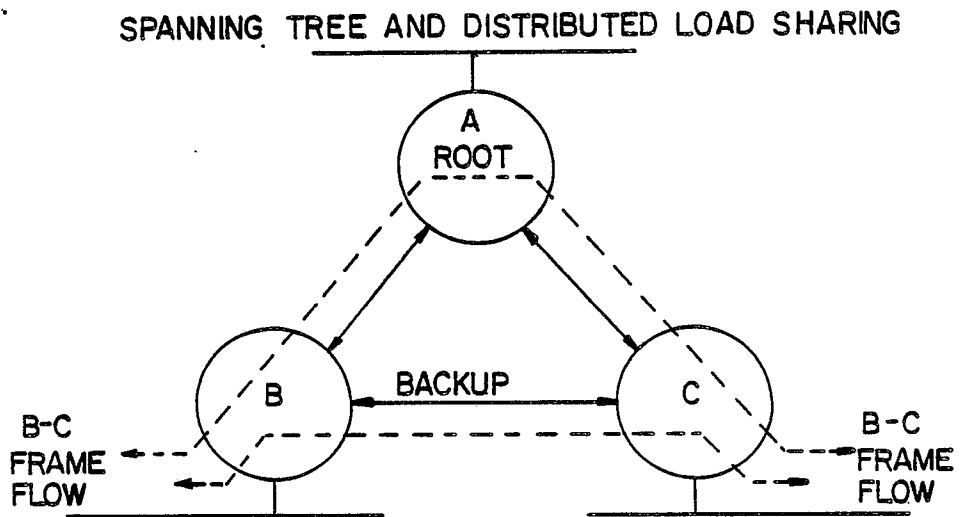 SPANNING TREE AND DISTRIBUTED LOAD SHARING
A
ROOT
B
BACKUP
C
B-C
FRAME
FLOW
B-C
FRAME
FLOW